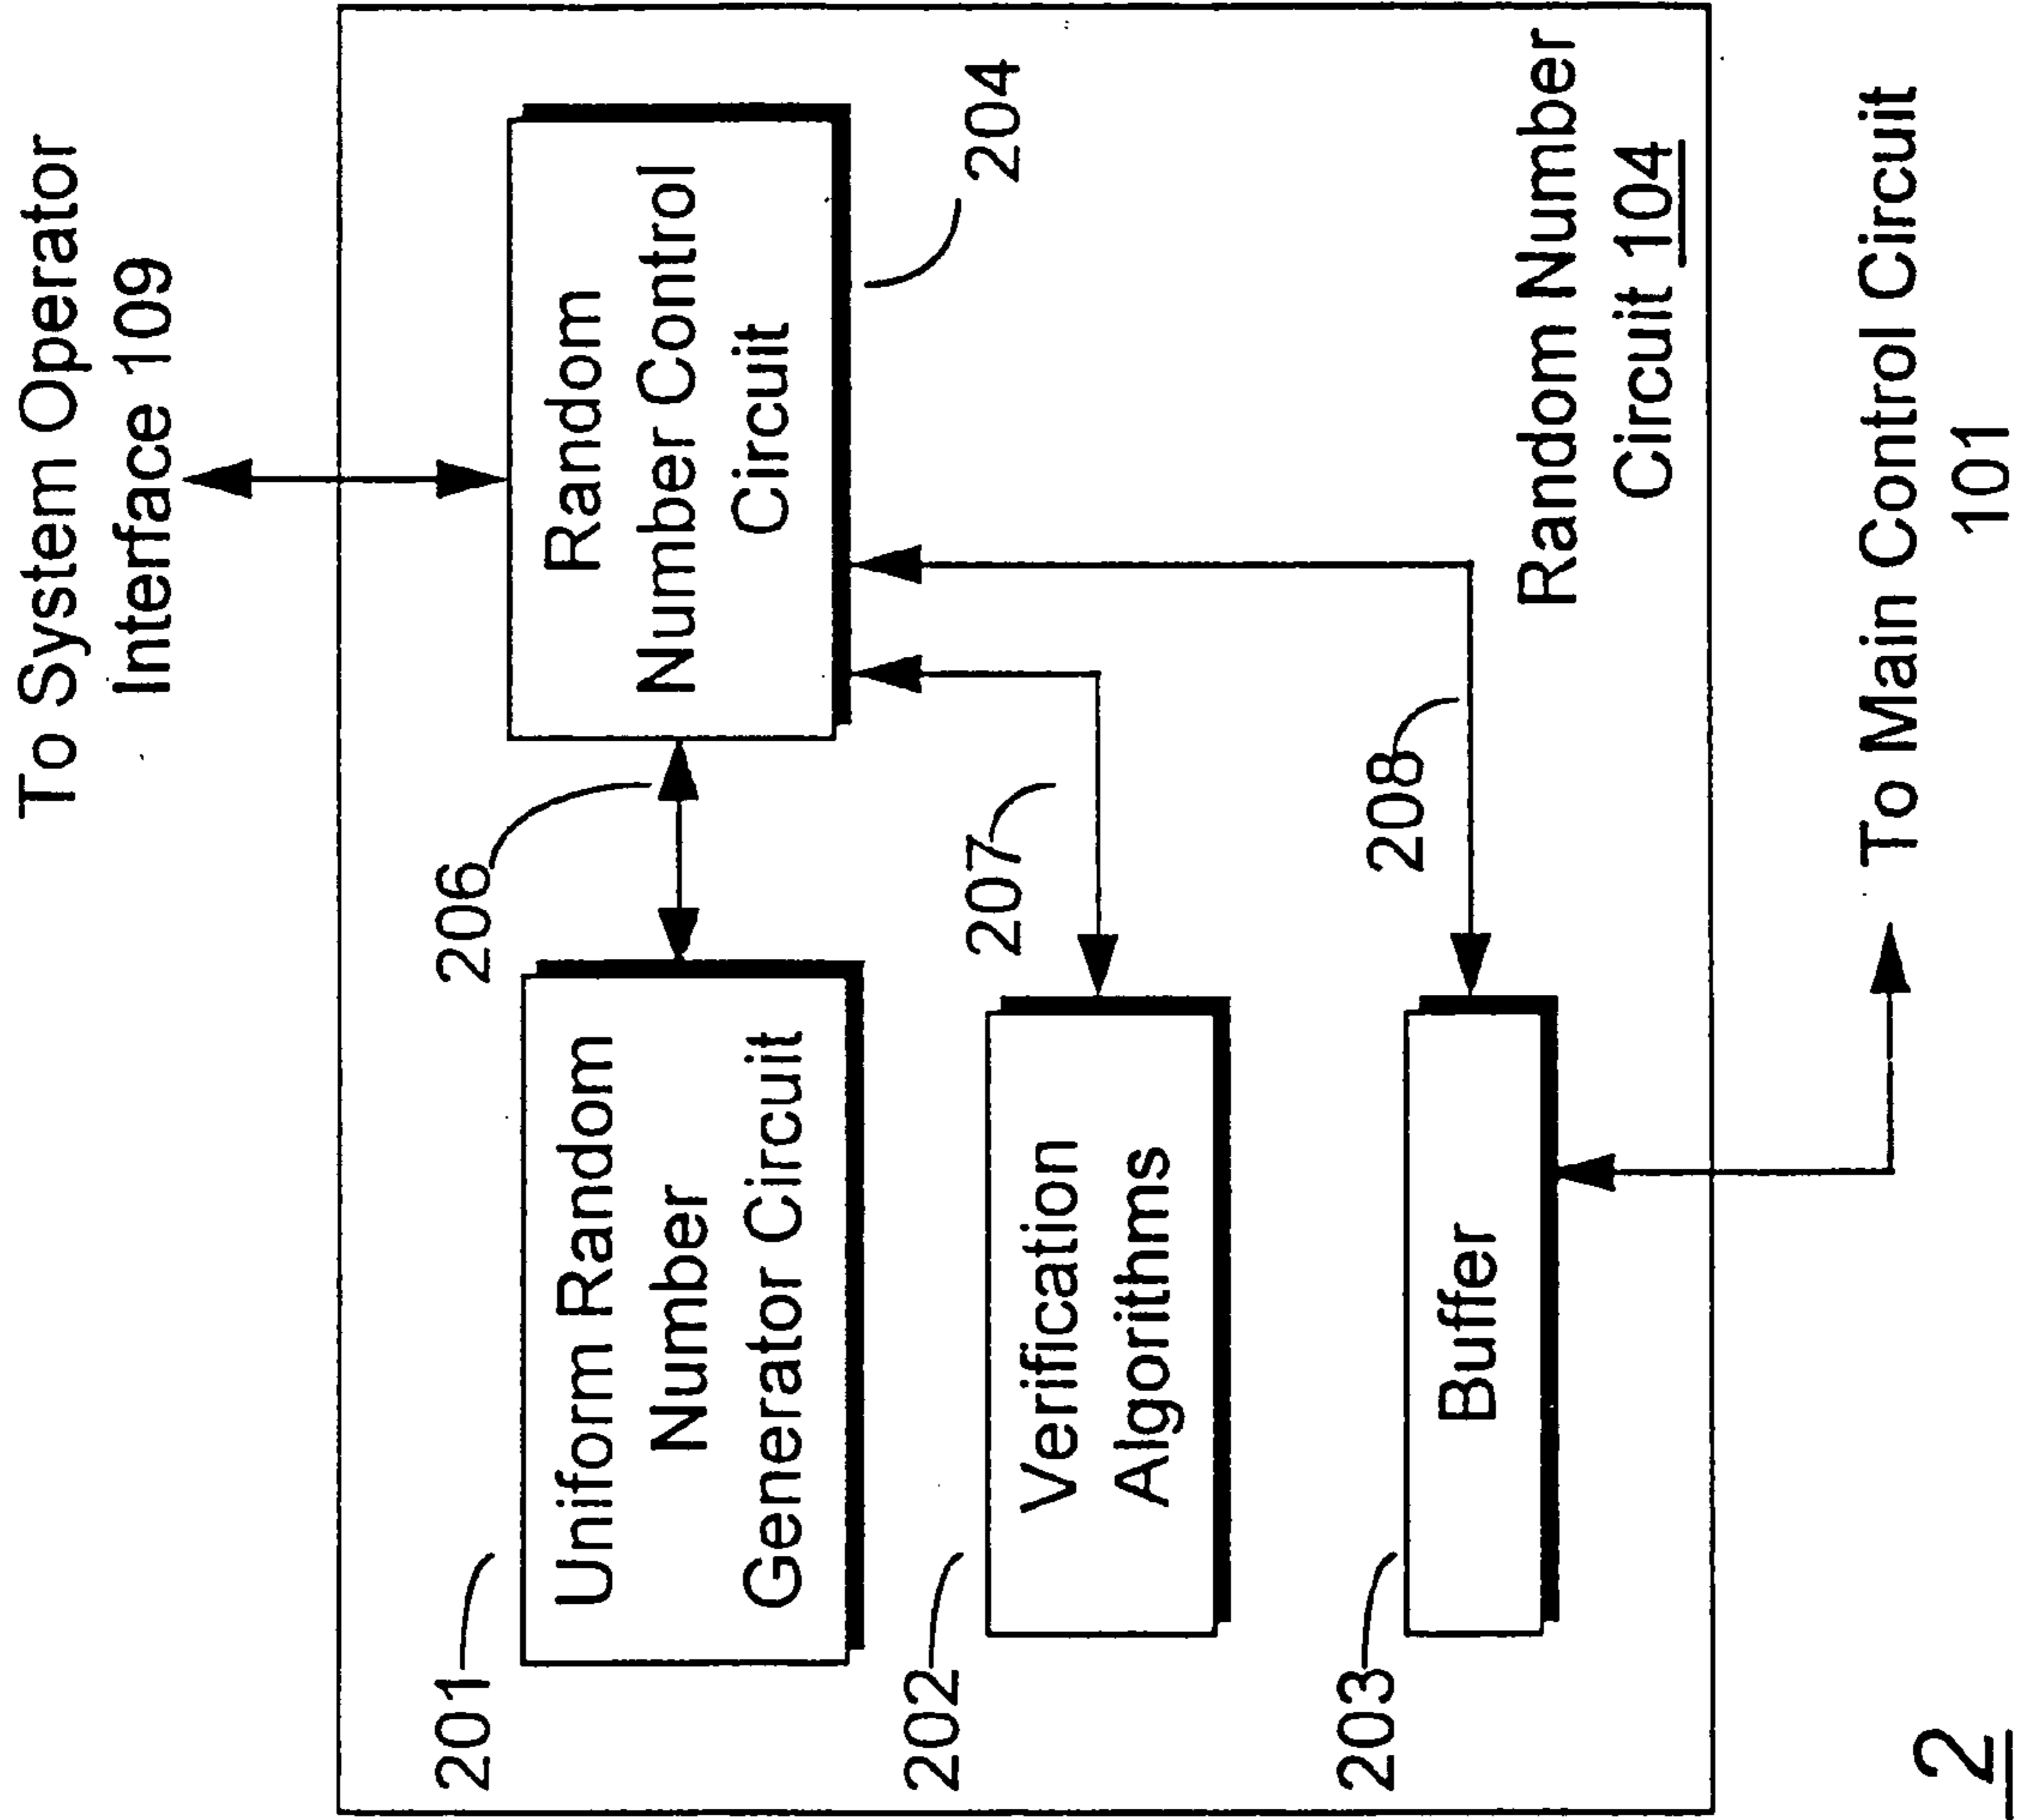 To System Operator
Interface 109
201
Uniform Random
Number
Generator Circuit
206
Random
Number Control
Circuit
204
202
Verification
Algorithms
207
203
Buffer
208
Random Number
Circuit 104
To Main Control Circuit
101
2